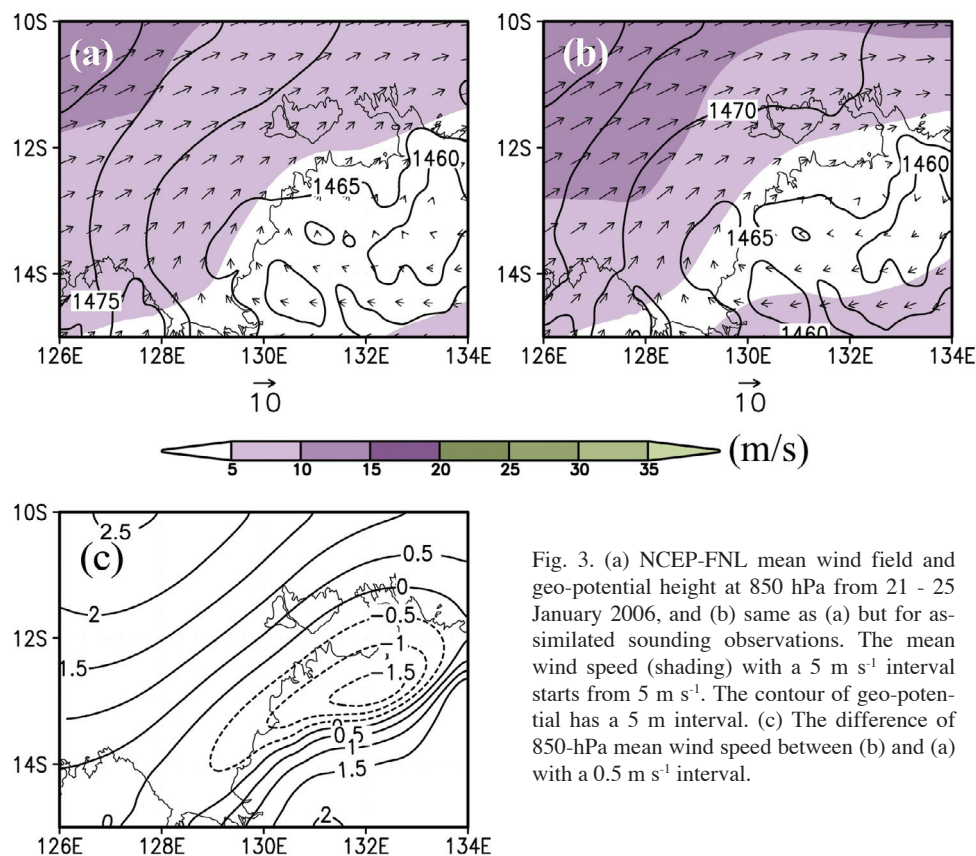 10S
12S
14S
126E 128E 130E 132E 134E
(a)
1460
1465
1475
10
10S
12S
14S
126E 128E 130E 132E 134E
(b)
1470
1460
1465
1460
10
5 10 15 20 25 30 35
(m/s)
10S
12S
14S
126E 128E 130E 132E 134E
(c)
2.5
2
1.5
0.5
0
-0.5
-1
-1.5
0
0.5
1
1.5
0
2
Fig. 3. (a) NCEP-FNL mean wind field and
geo-potential height at 850 hPa from 21 - 25
January 2006, and (b) same as (a) but for as-
similated sounding observations. The mean
wind speed (shading) with a 5 m s-1 interval
starts from 5 m s-1. The contour of geo-poten-
tial has a 5 m interval. (c) The difference of
850-hPa mean wind speed between (b) and (a)
with a 0.5 m s-1 interval.